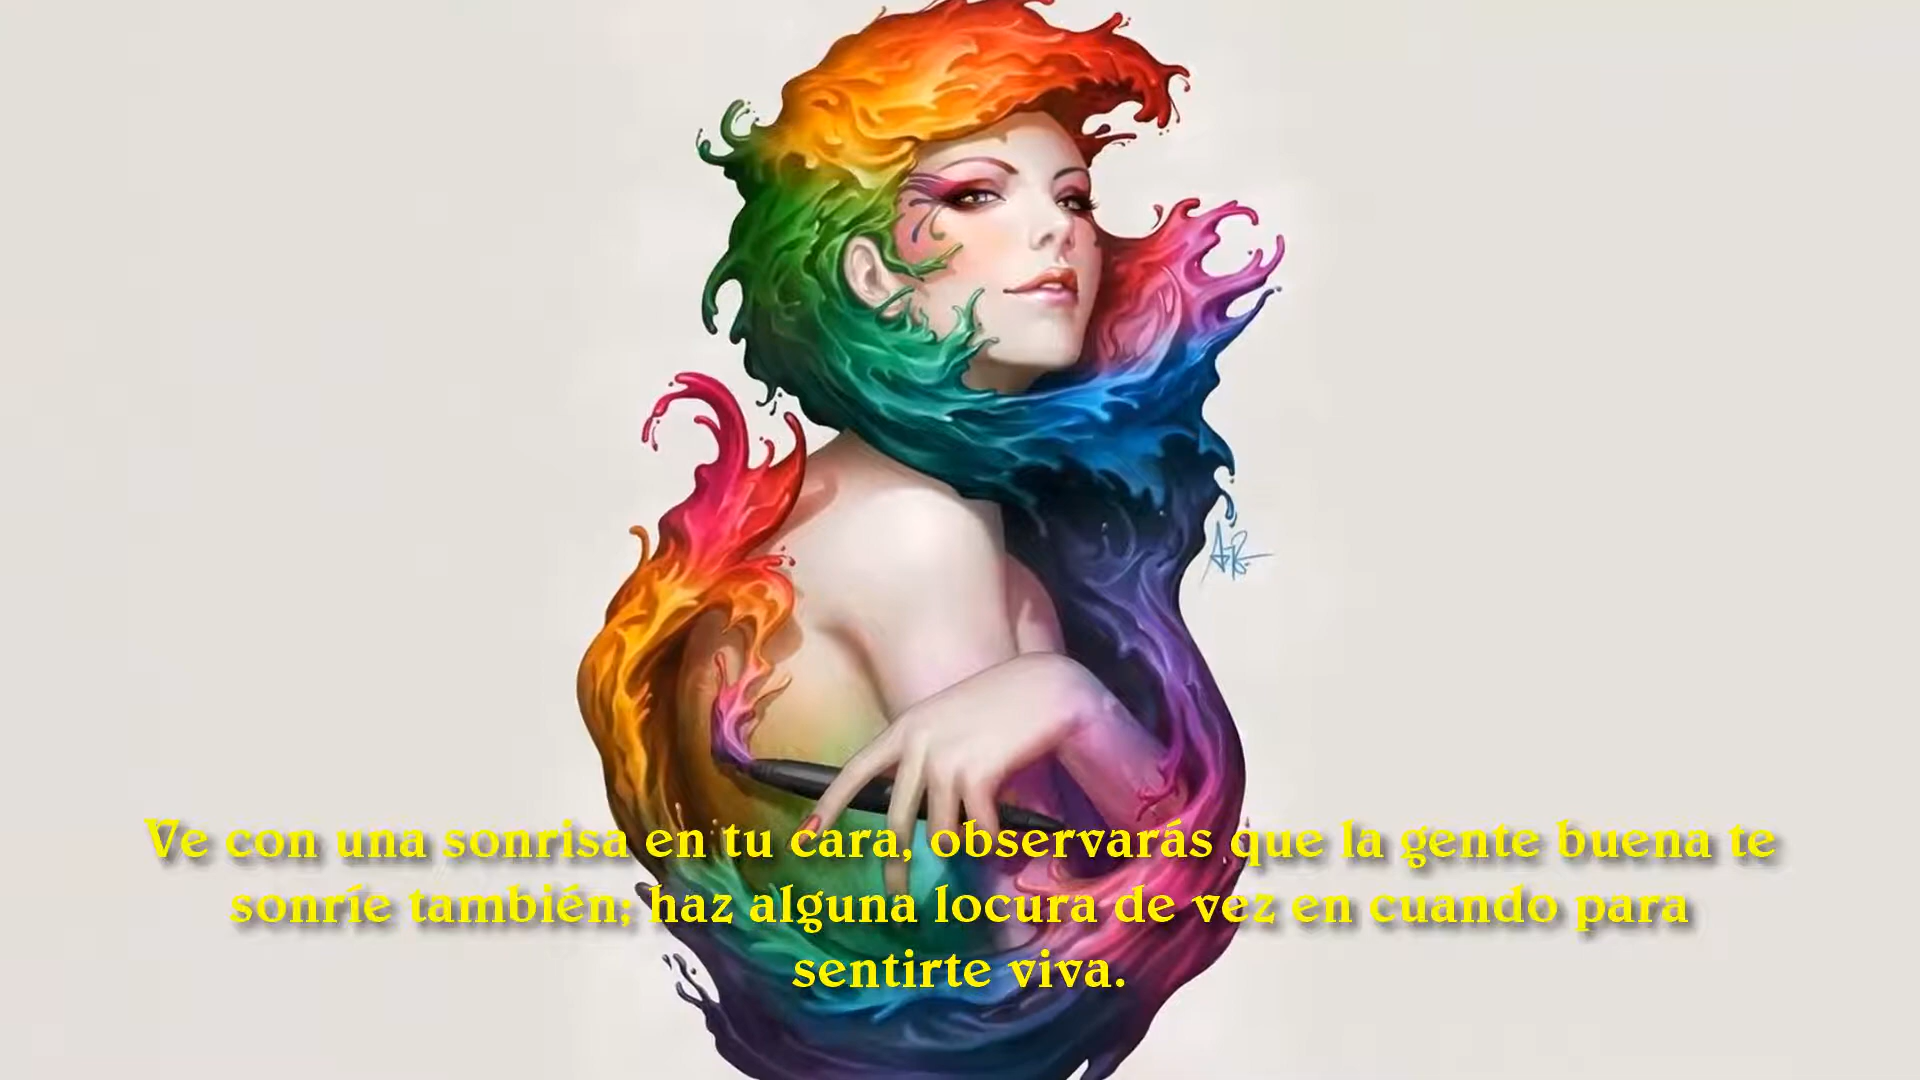 Ve con una sonrisa en tu cara, observarás que la gente buena te
sonríe también; haz alguna locura de vez en cuando para
sentirte viva.